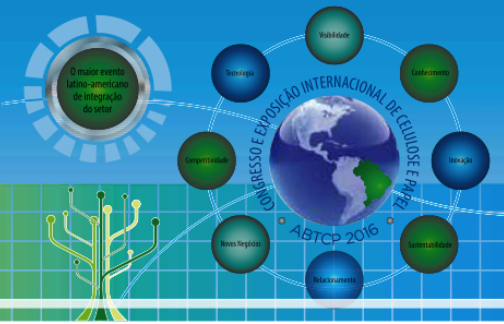 O maior evento
latino-americano
de integração
do setor
Visibilidade
Tecnologia
Conhecimento
CONGRESSO E EXPOSIÇÃO INTERNACIONAL DE CELULOSE E PAPEL
Competitividade
Inovação
ABTCP 2016
Novos Negócios
Sustentabilidade
Relacionamento